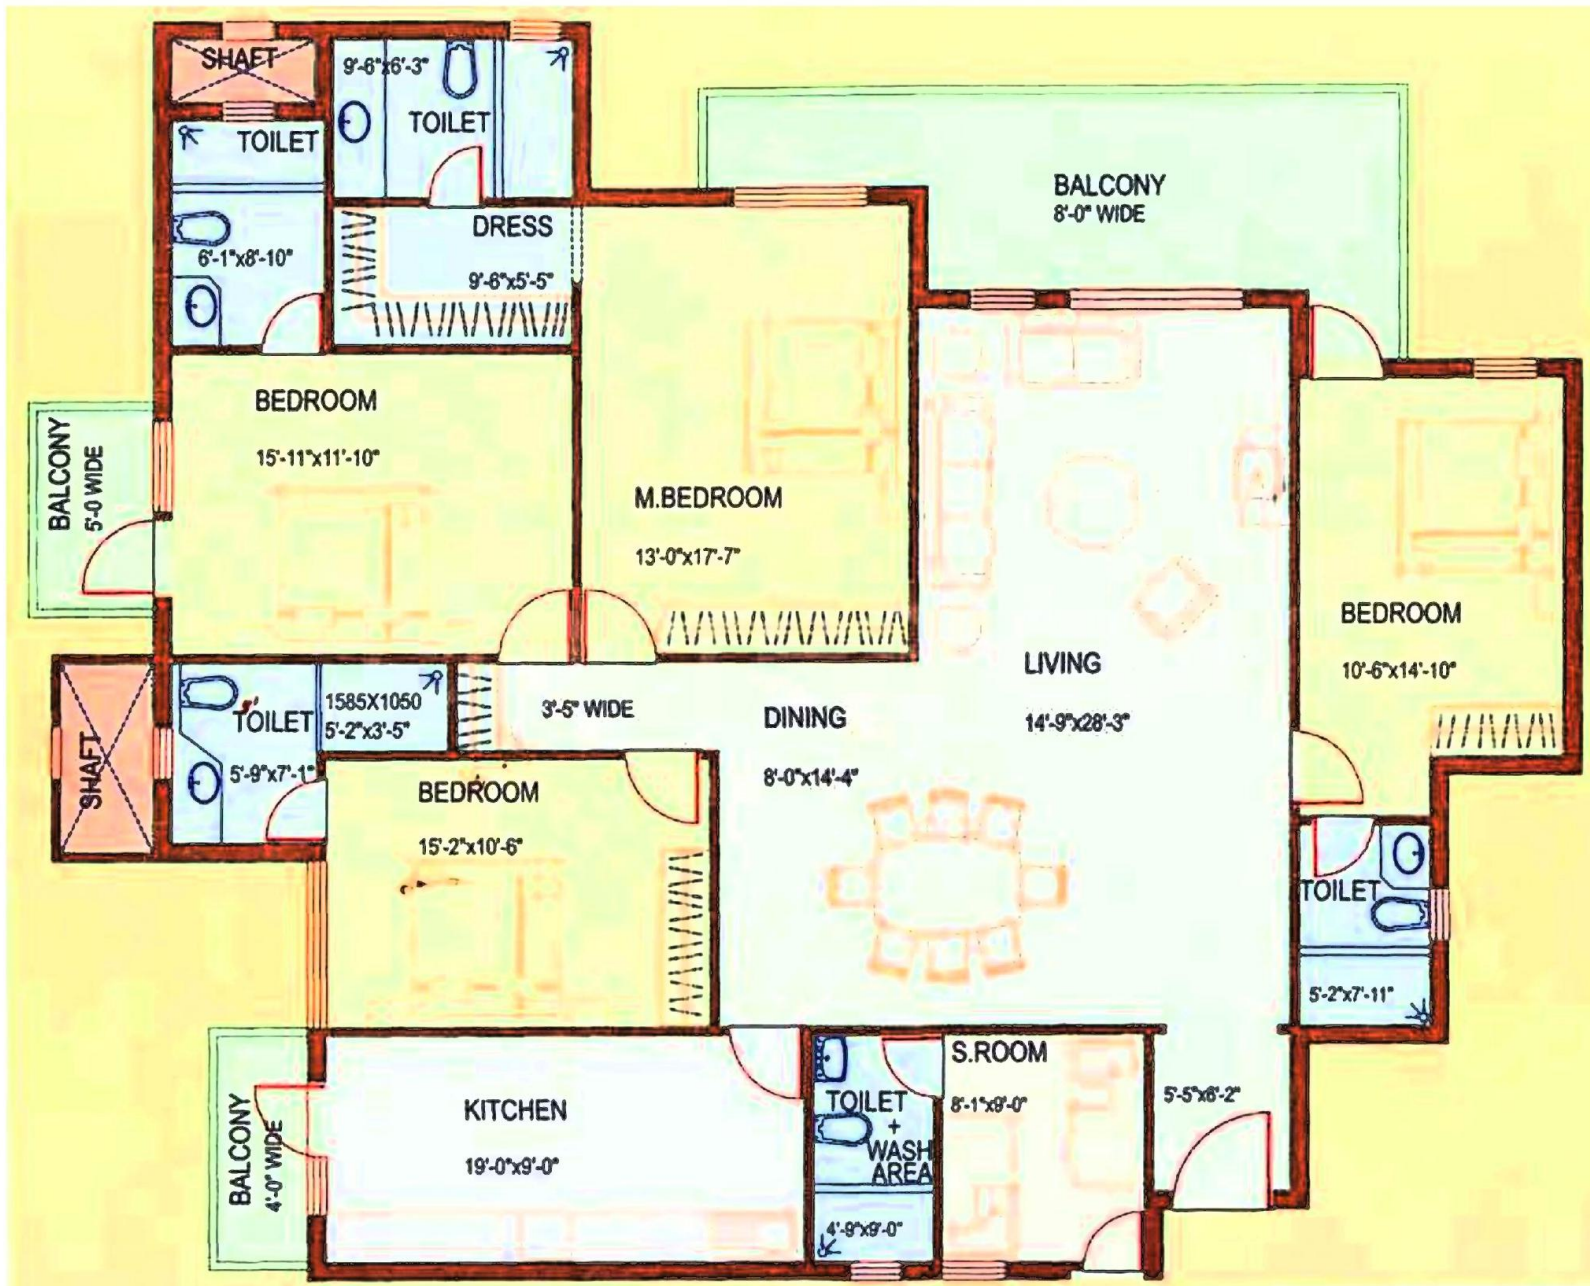 SHAFT
9'-6"x6'-3"
TOILET
TOILET
6'-1"x8'-10"
DRESS
9'-6"x5'-5"
BALCONY
8'-0" WIDE
BEDROOM
15'-11"x11'-10"
BALCONY
5'-0 WIDE
M.BEDROOM
13'-0"x17'-7"
BEDROOM
10'-6"x14'-10"
LIVING
14'-9"x28'-3"
DINING
8'-0"x14'-4"
3'-5" WIDE
SHAFT
TOILET
5'-9"x7'-1"
1585X1050
5'-2"x3'-5"
BEDROOM
15'-2"x10'-6"
TOILET
5'-2"x7'-11"
KITCHEN
19'-0"x9'-0"
BALCONY
4'-0" WIDE
TOILET
+
WASH
AREA
4'-9"x9'-0"
S.ROOM
8'-1"x9'-0"
5'-5"x6'-2"